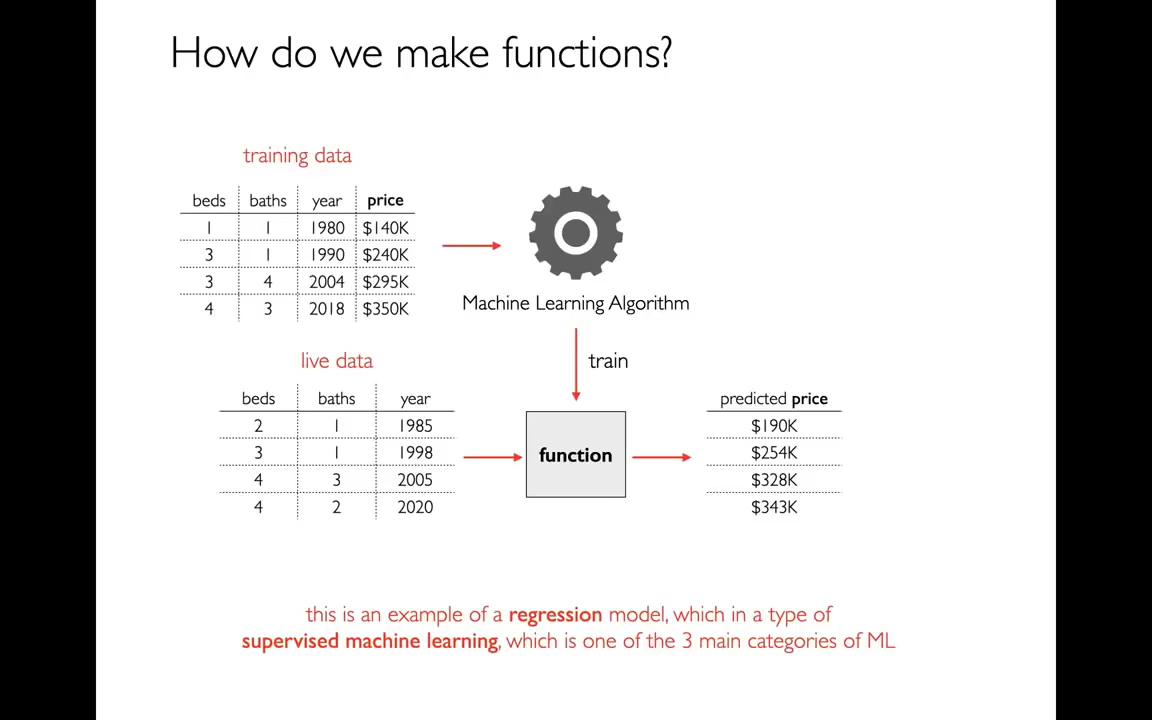 How do we make functions?
training data
beds baths year price
1 1 1980 $140K
3 1 1990 $240K
3 4 2004 $295K
4 3 2018 $350K
Machine Learning Algorithm
train
live data
beds baths year
2 1 1985
3 1 1998
4 3 2005
4 2 2020
function
predicted price
$190K
$254K
$328K
$343K
this is an example of a regression model, which in a type of
supervised machine learning, which is one of the 3 main categories of ML